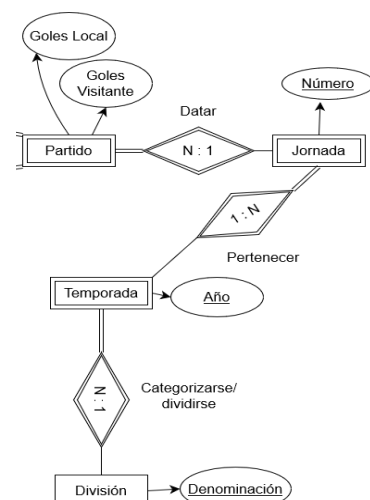 Goles Local
Goles
Visitante
Número
Datar
Partido
N : 1
Jornada
1 : N
Pertenecer
Temporada
Año
N : 1
Categorizarse/
dividirse
División
Denominación